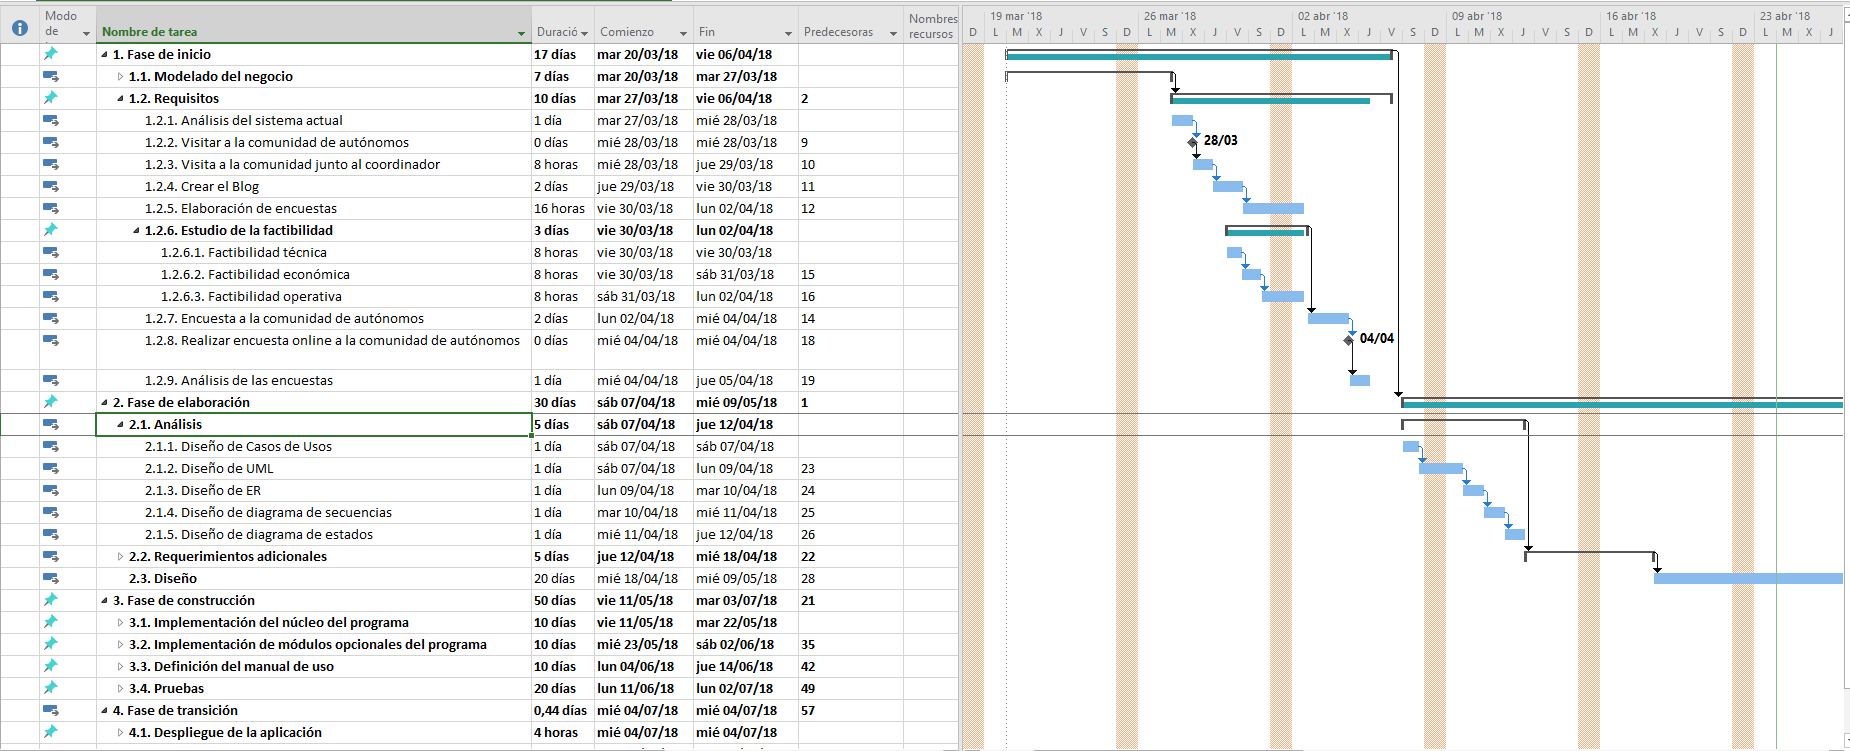 Modo de Nombre de tarea Duració Comienzo Fin Predecesoras Nombres recursos
19 mar '18 26 mar '18 02 abr '18 09 abr '18 16 abr '18 23 abr '18
D L M X J V S D L M X J V S D L M X J V S D L M X J V S D L M X J V S D L M X J
1. Fase de inicio 17 días mar 20/03/18 vie 06/04/18
1.1. Modelado del negocio 7 días mar 20/03/18 mar 27/03/18
1.2. Requisitos 10 días mar 27/03/18 vie 06/04/18 2
1.2.1. Análisis del sistema actual 1 día mar 27/03/18 mié 28/03/18
1.2.2. Visitar a la comunidad de autónomos 0 días mié 28/03/18 mié 28/03/18 9 28/03
1.2.3. Visita a la comunidad junto al coordinador 8 horas mié 28/03/18 jue 29/03/18 10
1.2.4. Crear el Blog 2 días jue 29/03/18 vie 30/03/18 11
1.2.5. Elaboración de encuestas 16 horas vie 30/03/18 lun 02/04/18 12
1.2.6. Estudio de la factibilidad 3 días vie 30/03/18 lun 02/04/18
1.2.6.1. Factibilidad técnica 8 horas vie 30/03/18 vie 30/03/18
1.2.6.2. Factibilidad económica 8 horas vie 30/03/18 sáb 31/03/18 15
1.2.6.3. Factibilidad operativa 8 horas sáb 31/03/18 lun 02/04/18 16
1.2.7. Encuesta a la comunidad de autónomos 2 días lun 02/04/18 mié 04/04/18 14
1.2.8. Realizar encuesta online a la comunidad de autónomos 0 días mié 04/04/18 mié 04/04/18 18 04/04
1.2.9. Análisis de las encuestas 1 día mié 04/04/18 jue 05/04/18 19
2. Fase de elaboración 30 días sáb 07/04/18 mié 09/05/18 1
2.1. Análisis 5 días sáb 07/04/18 jue 12/04/18
2.1.1. Diseño de Casos de Usos 1 día sáb 07/04/18 sáb 07/04/18
2.1.2. Diseño de UML 1 día sáb 07/04/18 lun 09/04/18 23
2.1.3. Diseño de ER 1 día lun 09/04/18 mar 10/04/18 24
2.1.4. Diseño de diagrama de secuencias 1 día mar 10/04/18 mié 11/04/18 25
2.1.5. Diseño de diagrama de estados 1 día mié 11/04/18 jue 12/04/18 26
2.2. Requerimientos adicionales 5 días jue 12/04/18 mié 18/04/18 22
2.3. Diseño 20 días mié 18/04/18 mié 09/05/18 28
3. Fase de construcción 50 días vie 11/05/18 mar 03/07/18 21
3.1. Implementación del núcleo del programa 10 días vie 11/05/18 mar 22/05/18
3.2. Implementación de módulos opcionales del programa 10 días mié 23/05/18 sáb 02/06/18 35
3.3. Definición del manual de uso 10 días lun 04/06/18 jue 14/06/18 42
3.4. Pruebas 20 días lun 11/06/18 lun 02/07/18 49
4. Fase de transición 0,44 días mié 04/07/18 mié 04/07/18 57
4.1. Despliegue de la aplicación 4 horas mié 04/07/18 mié 04/07/18